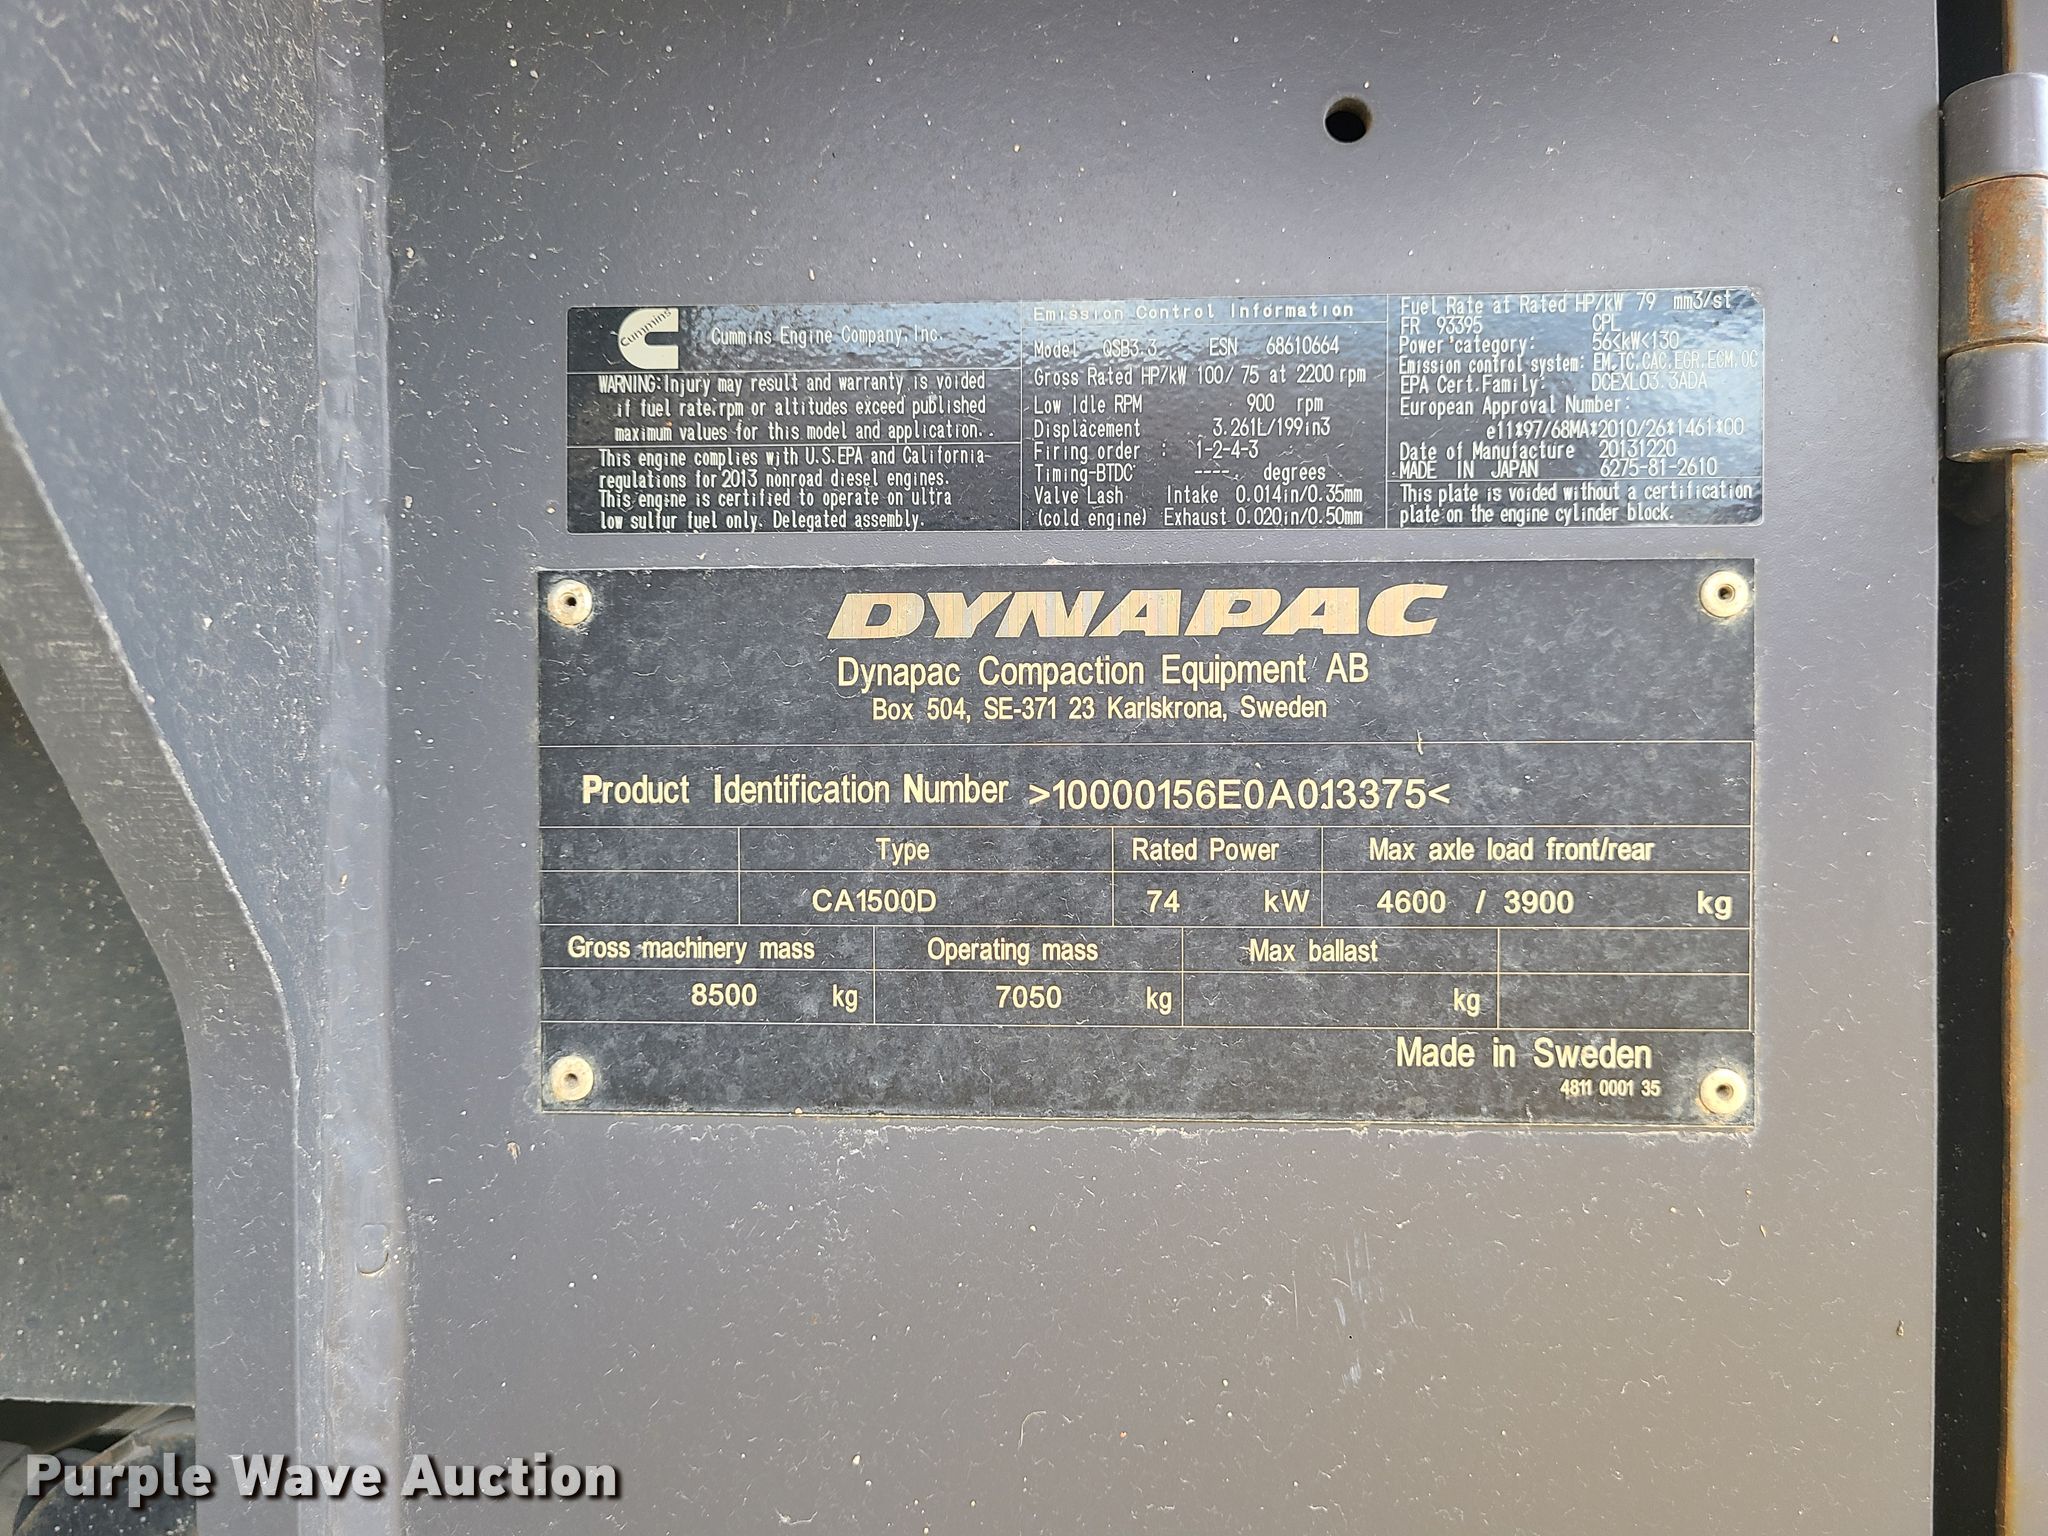 Cummins
Cummins Engine Company, Inc.
WARNING: Injury may result and warranty is voided
if fuel rate, rpm or altitudes exceed published
maximum values for this model and application.
This engine complies with U.S.EPA and California
regulations for 2013 nonroad diesel engines.
This engine is certified to operate on ultra
low sulfur fuel only. Delegated assembly.
Emission Control Information
Model QSB3.3 ESN 68610664
Gross Rated HP/kW 100/ 75 at 2200 rpm
Low Idle RPM 900 rpm
Displacement 3.261L/199in3
Firing order : 1-2-4-3
Timing-BTDC ---- degrees
Valve Lash Intake 0.014in/0.35mm
(cold engine) Exhaust 0.020in/0.50mm
Fuel Rate at Rated HP/kW 79 mm3/st
FR 93395 CPL
Power category: 56<kW<130
Emission control system: EM,TC,CAC,EGR,ECM,OC
EPA Cert.Family: DCEXL03.3ADA
European Approval Number:
e11*97/68MA*2010/26*1461*00
Date of Manufacture 20131220
MADE IN JAPAN 6275-81-2610
This plate is voided without a certification
plate on the engine cylinder block.
DYNAPAC
Dynapac Compaction Equipment AB
Box 504, SE-371 23 Karlskrona, Sweden
Product Identification Number >10000156E0A013375<
Type Rated Power Max axle load front/rear
CA1500D 74 kW 4600 / 3900 kg
Gross machinery mass Operating mass Max ballast
8500 kg 7050 kg kg
Made in Sweden
4811 0001 35
Purple Wave Auction